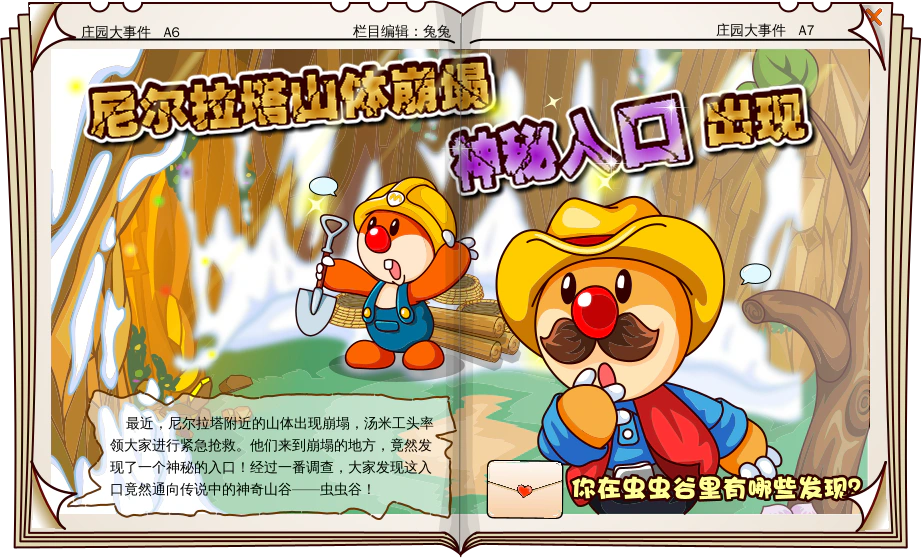 庄园大事件 A6
栏目编辑：兔兔
庄园大事件 A7
尼尔拉塔山体崩塌
神秘入口出现
最近，尼尔拉塔附近的山体出现崩塌，汤米工头率
领大家进行紧急抢救。他们来到崩塌的地方，竟然发
现了一个神秘的入口！经过一番调查，大家发现这入
口竟然通向传说中的神奇山谷——虫虫谷！
你在虫虫谷里有哪些发现？